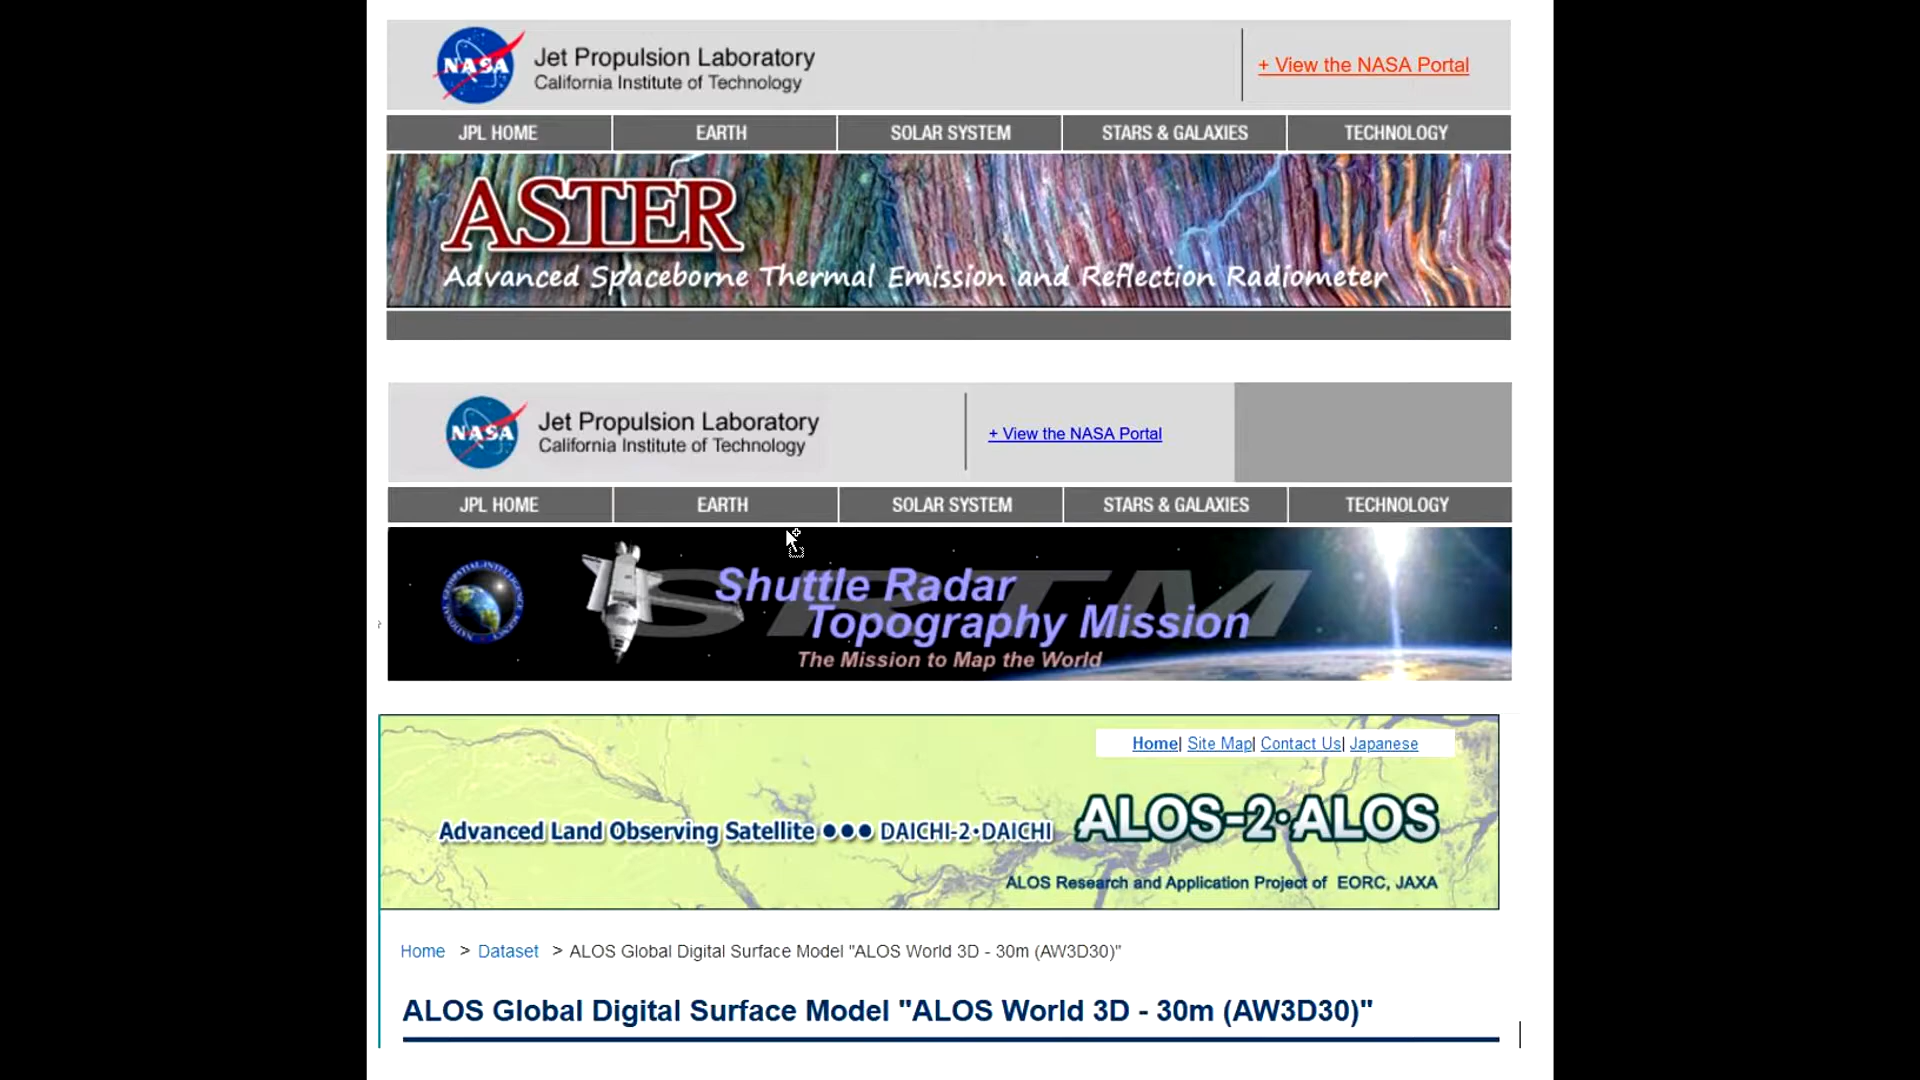 NASA
Jet Propulsion Laboratory
California Institute of Technology
+ View the NASA Portal
JPL HOME
EARTH
SOLAR SYSTEM
STARS & GALAXIES
TECHNOLOGY
ASTER
Advanced Spaceborne Thermal Emission and Reflection Radiometer
NASA
Jet Propulsion Laboratory
California Institute of Technology
+ View the NASA Portal
JPL HOME
EARTH
SOLAR SYSTEM
STARS & GALAXIES
TECHNOLOGY
SRTM
Shuttle Radar
Topography Mission
The Mission to Map the World
Home| Site Map| Contact Us| Japanese
Advanced Land Observing Satellite ●●● DAICHI-2・DAICHI
ALOS-2・ALOS
ALOS Research and Application Project of EORC, JAXA
Home > Dataset > ALOS Global Digital Surface Model "ALOS World 3D - 30m (AW3D30)"
ALOS Global Digital Surface Model "ALOS World 3D - 30m (AW3D30)"